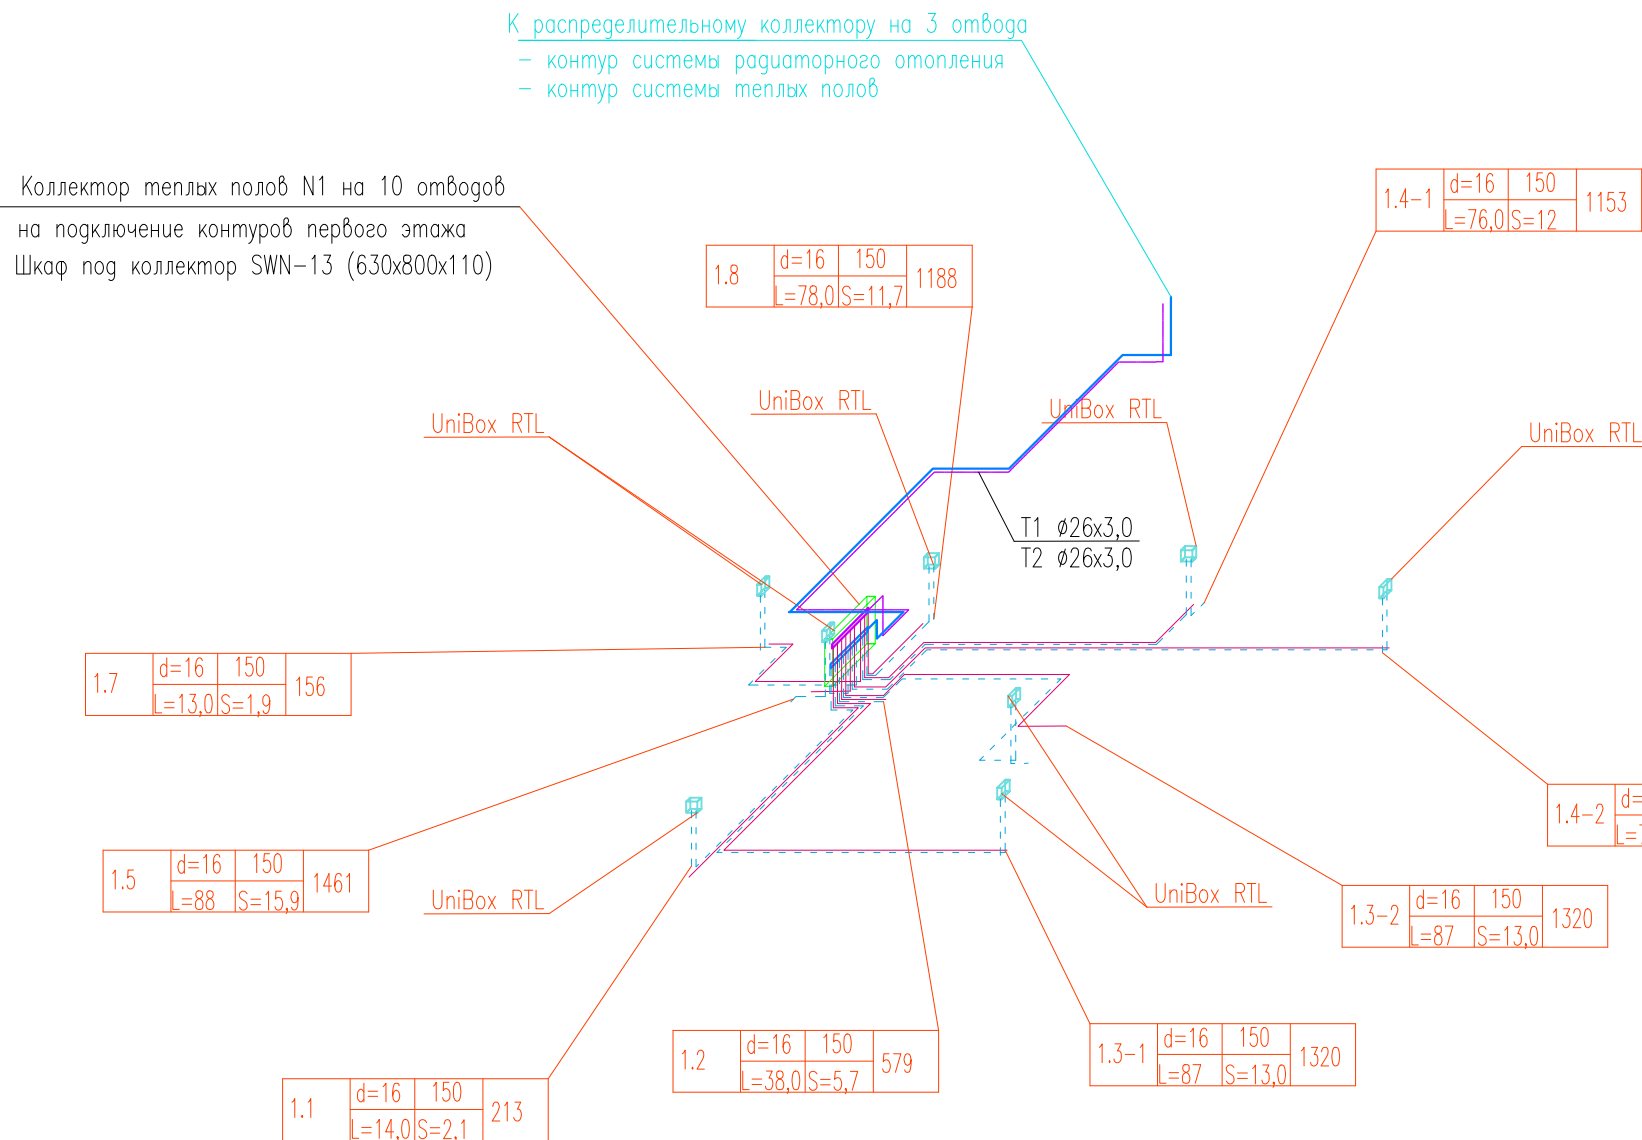 К распределительному коллектору на 3 отвода
– контур системы радиаторного отопления
– контур системы теплых полов
Коллектор теплых полов N1 на 10 отводов
на подключение контуров первого этажа
Шкаф под коллектор SWN–13 (630х800х110)
1.4–1 d=16 150 1153
L=76,0 S=12
1.8 d=16 150 1188
L=78,0 S=11,7
UniBox RTL
UniBox RTL
UniBox RTL
UniBox RTL
T1 ϕ26x3,0
T2 ϕ26x3,0
1.7 d=16 150 156
L=13,0 S=1,9
1.4–2 d=
L=
1.5 d=16 150 1461
L=88 S=15,9
UniBox RTL
UniBox RTL
1.3–2 d=16 150 1320
L=87 S=13,0
1.2 d=16 150 579
L=38,0 S=5,7
1.3–1 d=16 150 1320
L=87 S=13,0
1.1 d=16 150 213
L=14,0 S=2,1